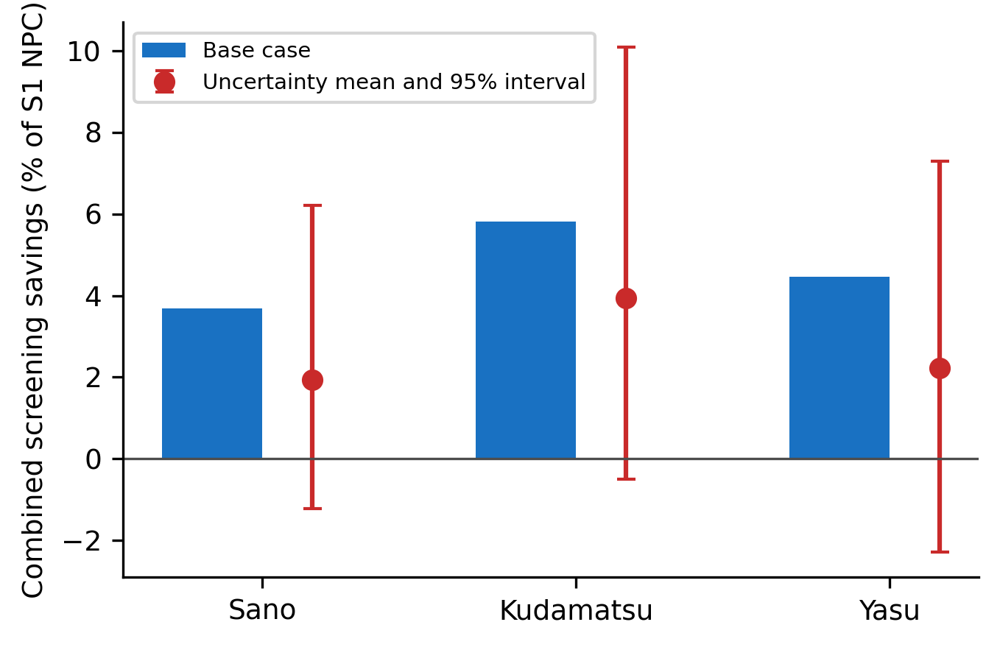 Combined screening savings (% of S1 NPC)
Base case
Uncertainty mean and 95% interval
10
8
6
4
2
0
−2
Sano
Kudamatsu
Yasu